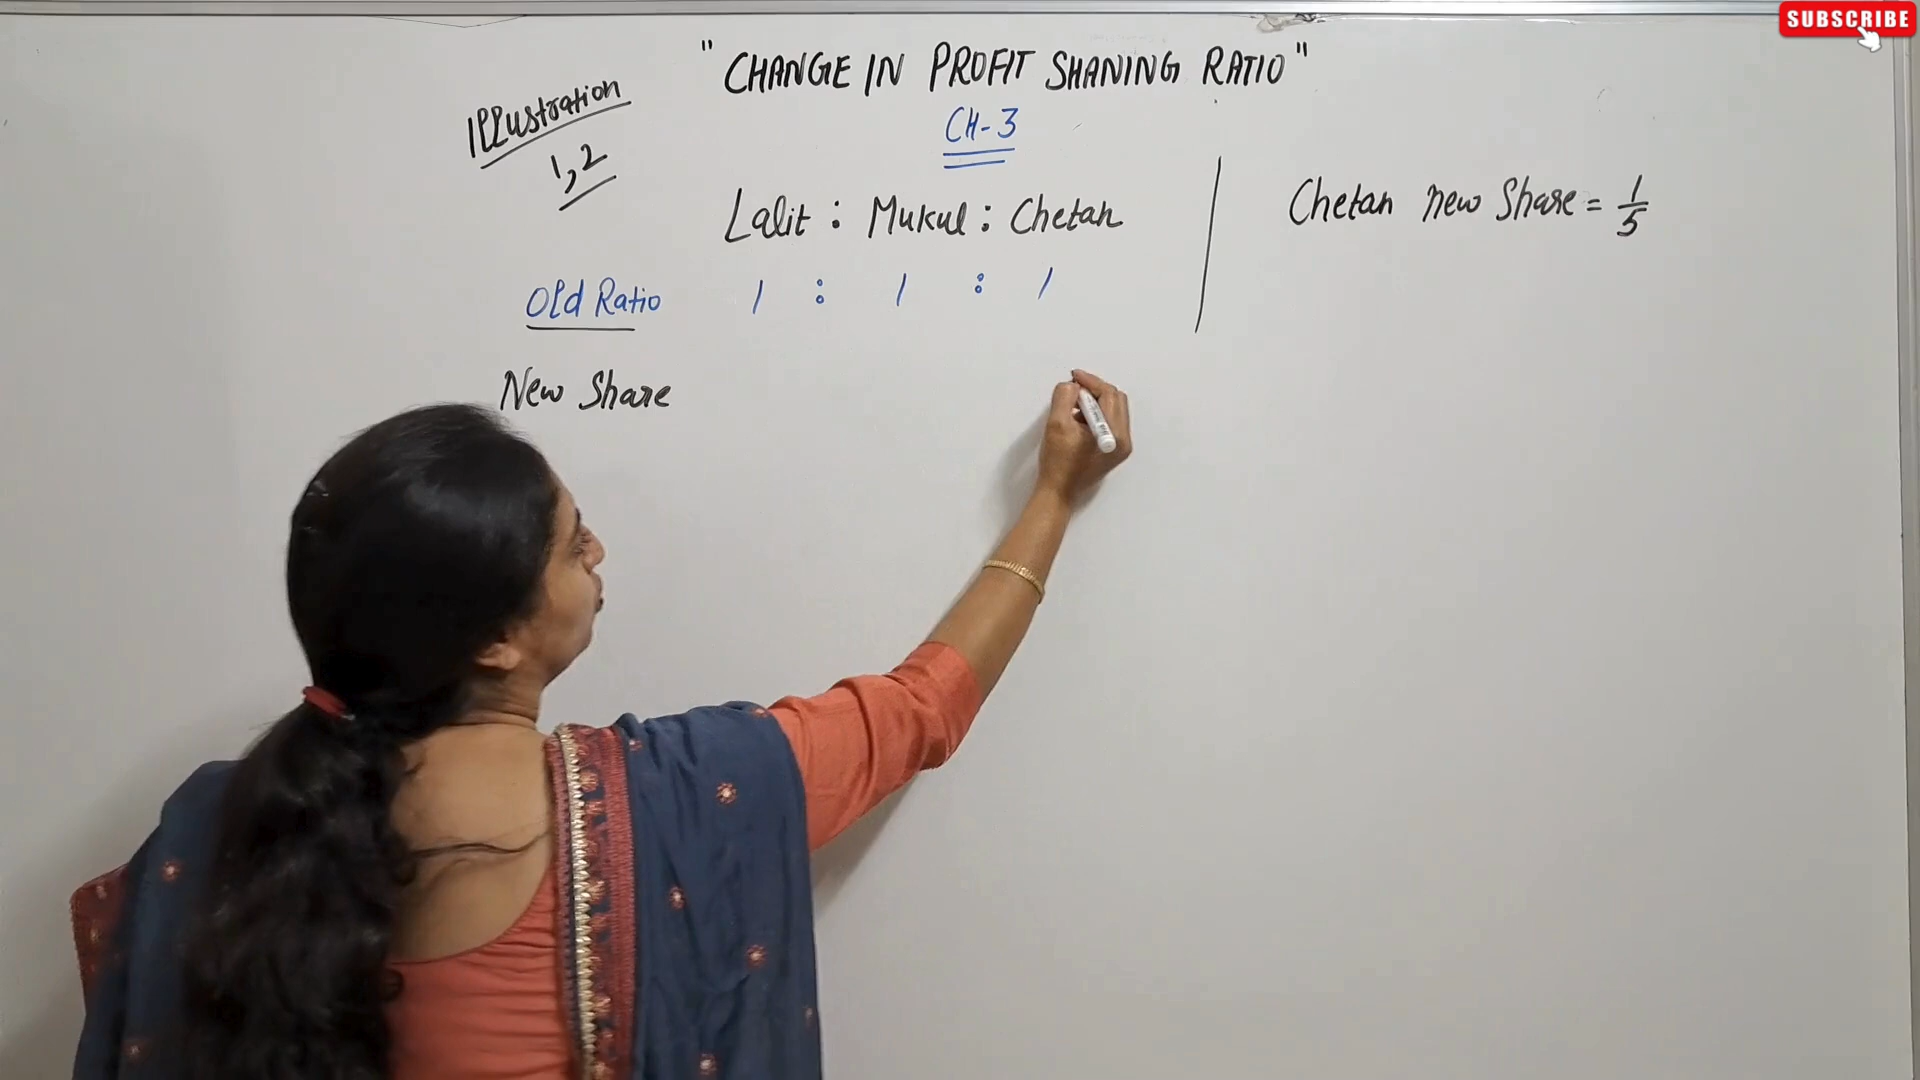 SUBSCRIBE
"CHANGE IN PROFIT SHANING RATIO"
Illustration
1,2
CH-3
Lalit : Mukul : Chetan
Chetan new Share = 1/5
Old Ratio 1 : 1 : 1
New Share